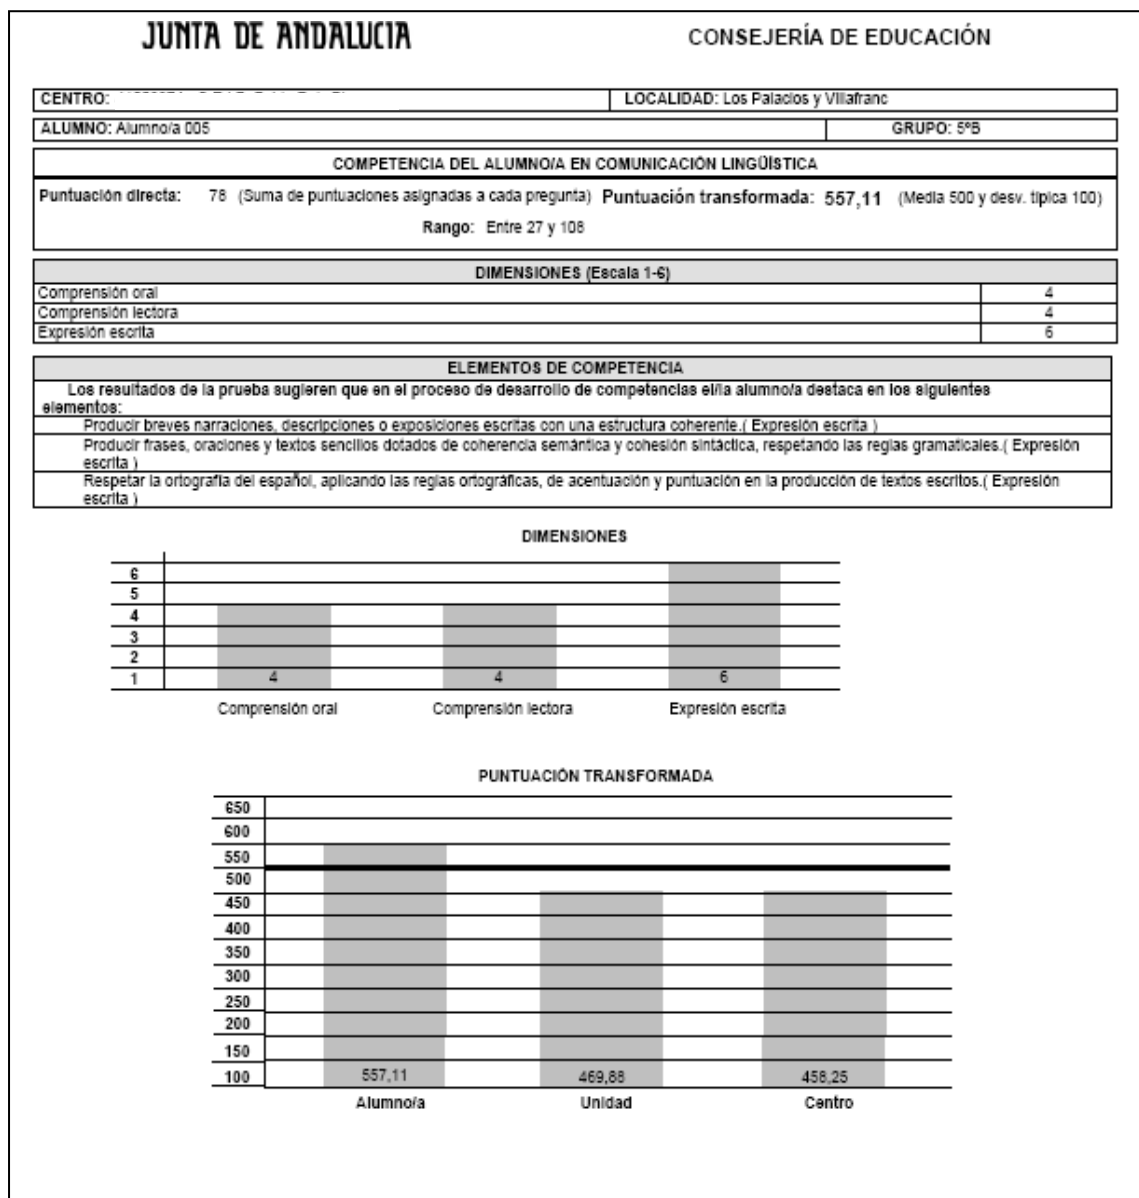 JUNTA DE ANDALUCIA
CONSEJERÍA DE EDUCACIÓN
CENTRO:
LOCALIDAD: Los Palacios y Villafranc
ALUMNO: Alumno/a 005
GRUPO: 5ºB
COMPETENCIA DEL ALUMNO/A EN COMUNICACIÓN LINGÜÍSTICA
Puntuación directa: 78 (Suma de puntuaciones asignadas a cada pregunta) Puntuación transformada: 557,11 (Media 500 y desv. típica 100)
Rango: Entre 27 y 108
DIMENSIONES (Escala 1-6)
Comprensión oral 4
Comprensión lectora 4
Expresión escrita 6
ELEMENTOS DE COMPETENCIA
Los resultados de la prueba sugieren que en el proceso de desarrollo de competencias el/la alumno/a destaca en los siguientes
elementos:
Producir breves narraciones, descripciones o exposiciones escritas con una estructura coherente.( Expresión escrita )
Producir frases, oraciones y textos sencillos dotados de coherencia semántica y cohesión sintáctica, respetando las reglas gramaticales.( Expresión
escrita )
Respetar la ortografía del español, aplicando las reglas ortográficas, de acentuación y puntuación en la producción de textos escritos.( Expresión
escrita )
DIMENSIONES
6
5
4
3
2
1 4 4 6
Comprensión oral Comprensión lectora Expresión escrita
PUNTUACIÓN TRANSFORMADA
650
600
550
500
450
400
350
300
250
200
150
100 557,11 469,88 458,25
Alumno/a Unidad Centro